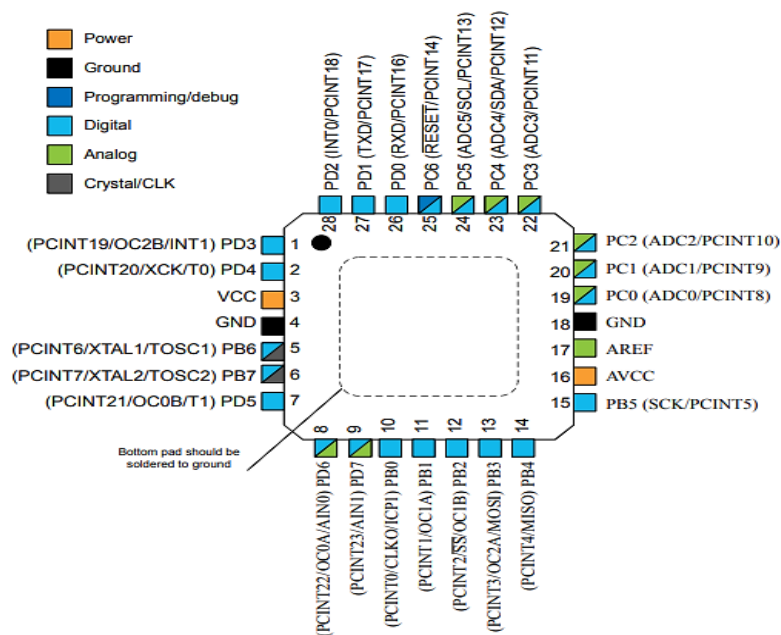 Power
Ground
Programming/debug
Digital
Analog
Crystal/CLK
PD2 (INT0/PCINT18)
PD1 (TXD/PCINT17)
PD0 (RXD/PCINT16)
PC6 (RESET/PCINT14)
PC5 (ADC5/SCL/PCINT13)
PC4 (ADC4/SDA/PCINT12)
PC3 (ADC3/PCINT11)
28
27
26
25
24
23
22
(PCINT19/OC2B/INT1) PD3 1
(PCINT20/XCK/T0) PD4 2
VCC 3
GND 4
(PCINT6/XTAL1/TOSC1) PB6 5
(PCINT7/XTAL2/TOSC2) PB7 6
(PCINT21/OC0B/T1) PD5 7
21 PC2 (ADC2/PCINT10)
20 PC1 (ADC1/PCINT9)
19 PC0 (ADC0/PCINT8)
18 GND
17 AREF
16 AVCC
15 PB5 (SCK/PCINT5)
Bottom pad should be
soldered to ground
8
9
10
11
12
13
14
(PCINT22/OC0A/AIN0) PD6
(PCINT23/AIN1) PD7
(PCINT0/CLKO/ICP1) PB0
(PCINT1/OC1A) PB1
(PCINT2/SS/OC1B) PB2
(PCINT3/OC2A/MOSI) PB3
(PCINT4/MISO) PB4